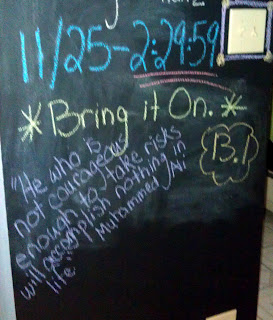 11/25-2:29:59
*Bring it On.*
B.I
"He who is
not courageous
enough to take risks
will accomplish nothing in
life" Muhammed Ali